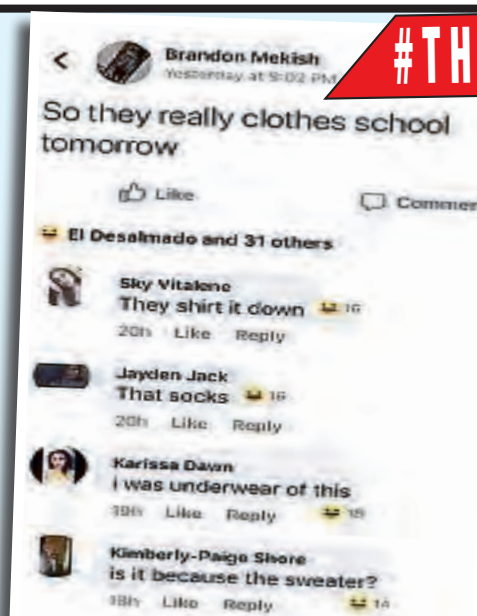 #TH
Brandon Mekish
Yesterday at 9:02 PM
So they really clothes school
tomorrow
Like
Commen
El Desalmado and 31 others
Sky Vitalene
They shirt it down 16
20h Like Reply
Jayden Jack
That socks 16
20h Like Reply
Karissa Dawn
i was underwear of this
19h Like Reply
Kimberly-Paige Shore
is it because the sweater?
18h Like Reply 14